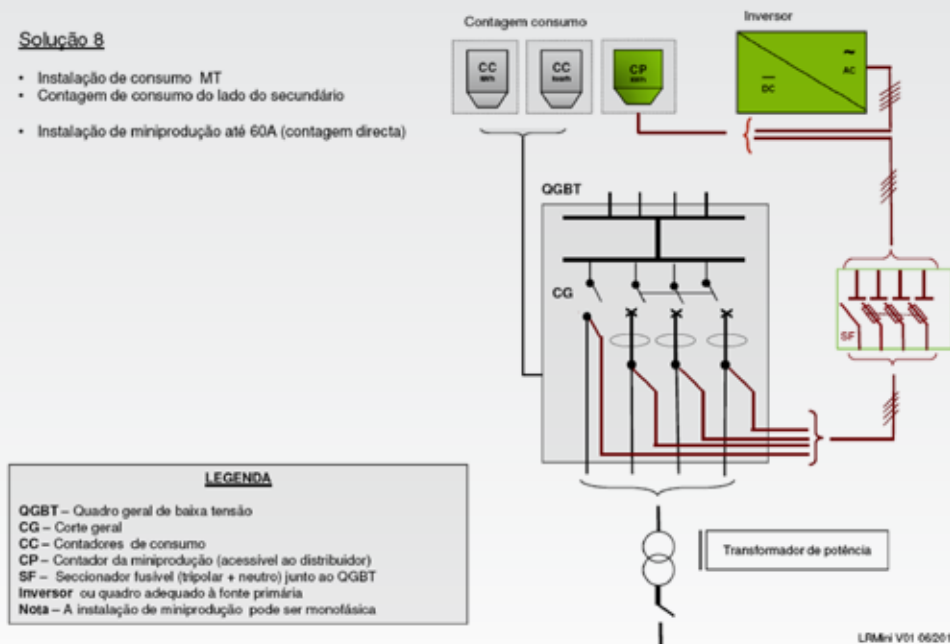 Solução 8
• Instalação de consumo MT
• Contagem de consumo do lado do secundário
• Instalação de miniprodução até 60A (contagem directa)
Contagem consumo
Inversor
CC
CC
CP
AC
DC
QGBT
CG
SF
Transformador de potência
LEGENDA
QGBT – Quadro geral de baixa tensão
CG – Corte geral
CC – Contadores de consumo
CP – Contador da miniprodução (acessível ao distribuidor)
SF – Seccionador fusível (tripolar + neutro) junto ao QGBT
Inversor ou quadro adequado à fonte primária
Nota – A instalação de miniprodução pode ser monofásica
LRMini V01